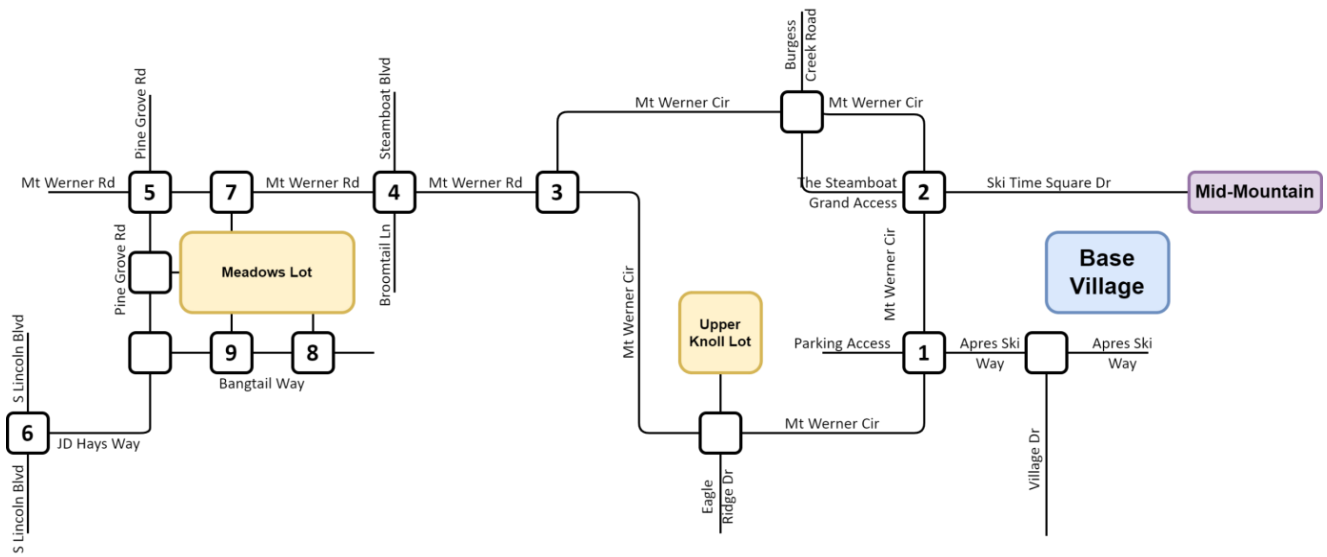 Burgess
Creek Road
Pine Grove Rd
Steamboat Blvd
Mt Werner Cir
Mt Werner Cir
Mt Werner Rd
5
7
Mt Werner Rd
4
Mt Werner Rd
3
The Steamboat
Grand Access
2
Ski Time Square Dr
Mid-Mountain
Pine Grove Rd
Meadows Lot
Broomtail Ln
Mt Werner Cir
Mt Werner Cir
Base
Village
Upper
Knoll Lot
S Lincoln Blvd
9
8
Bangtail Way
Parking Access
1
Apres Ski
Way
Apres Ski
Way
6
JD Hays Way
Mt Werner Cir
S Lincoln Blvd
Eagle
Ridge Dr
Village Dr